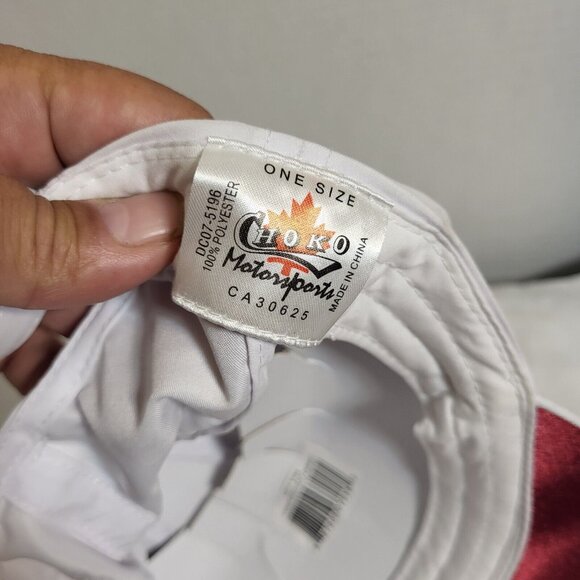 ONE SIZE
DC07-5196
100% POLYESTER
CHOKO
Motorsports
MADE IN CHINA
CA30625